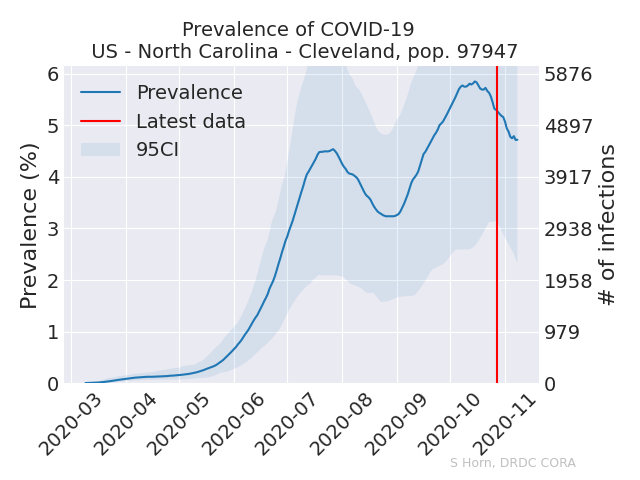 Prevalence of COVID-19
US - North Carolina - Cleveland, pop. 97947
Prevalence
Latest data
95CI
Prevalence (%)
6
5
4
3
2
1
0
5876
4897
3917
2938
1958
979
0
# of infections
2020-03
2020-04
2020-05
2020-06
2020-07
2020-08
2020-09
2020-10
2020-11
S Horn, DRDC CORA